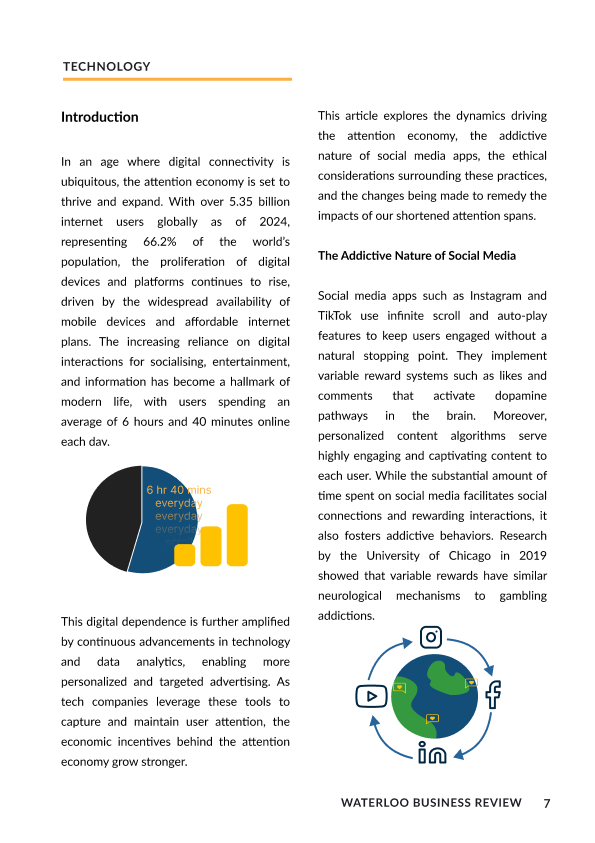 TECHNOLOGY
Introduction
In an age where digital connectivity is
ubiquitous, the attention economy is set to
thrive and expand. With over 5.35 billion
internet users globally as of 2024,
representing 66.2% of the world's
population, the proliferation of digital
devices and platforms continues to rise,
driven by the widespread availability of
mobile devices and affordable internet
plans. The increasing reliance on digital
interactions for socialising, entertainment,
and information has become a hallmark of
modern life, with users spending an
average of 6 hours and 40 minutes online
each day.
6 hr 40 mins
everyday
everyday
everyday
This digital dependence is further amplified
by continuous advancements in technology
and data analytics, enabling more
personalized and targeted advertising. As
tech companies leverage these tools to
capture and maintain user attention, the
economic incentives behind the attention
economy grow stronger.
This article explores the dynamics driving
the attention economy, the addictive
nature of social media apps, the ethical
considerations surrounding these practices,
and the changes being made to remedy the
impacts of our shortened attention spans.
The Addictive Nature of Social Media
Social media apps such as Instagram and
TikTok use infinite scroll and auto-play
features to keep users engaged without a
natural stopping point. They implement
variable reward systems such as likes and
comments that activate dopamine
pathways in the brain. Moreover,
personalized content algorithms serve
highly engaging and captivating content to
each user. While the substantial amount of
time spent on social media facilitates social
connections and rewarding interactions, it
also fosters addictive behaviors. Research
by the University of Chicago in 2019
showed that variable rewards have similar
neurological mechanisms to gambling
addictions.
in
WATERLOO BUSINESS REVIEW 7